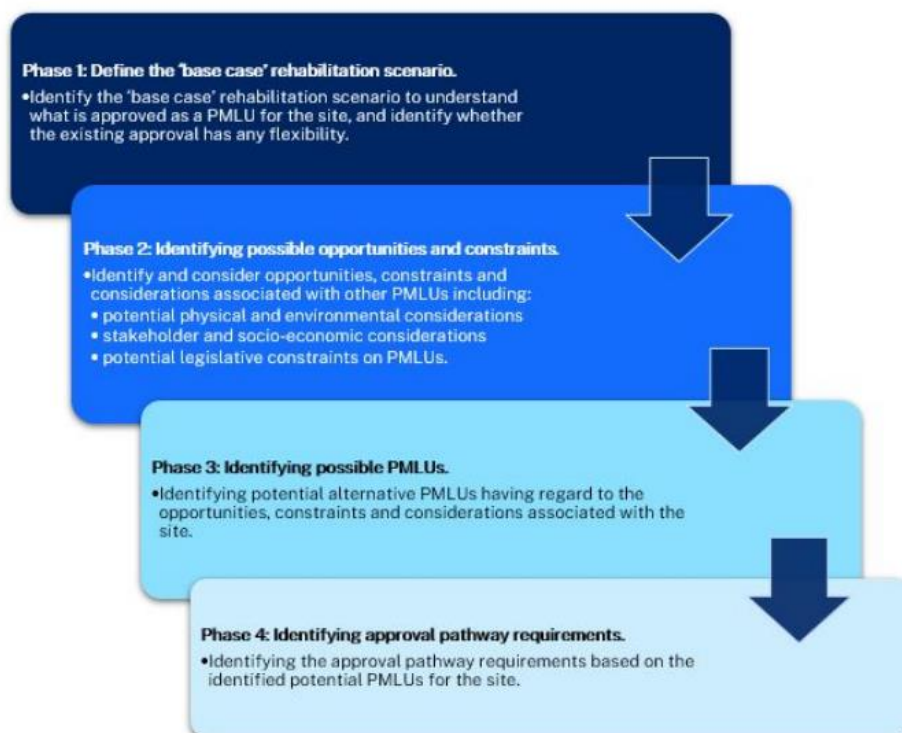 Phase 1: Define the 'base case' rehabilitation scenario.
•Identify the 'base case' rehabilitation scenario to understand
what is approved as a PMLU for the site, and identify whether
the existing approval has any flexibility.
Phase 2: Identifying possible opportunities and constraints.
•Identify and consider opportunities, constraints and
considerations associated with other PMLUs including:
• potential physical and environmental considerations
• stakeholder and socio-economic considerations
• potential legislative constraints on PMLUs.
Phase 3: Identifying possible PMLUs.
•Identifying potential alternative PMLUs having regard to the
opportunities, constraints and considerations associated with the
site.
Phase 4: Identifying approval pathway requirements.
•Identifying the approval pathway requirements based on the
identified potential PMLUs for the site.